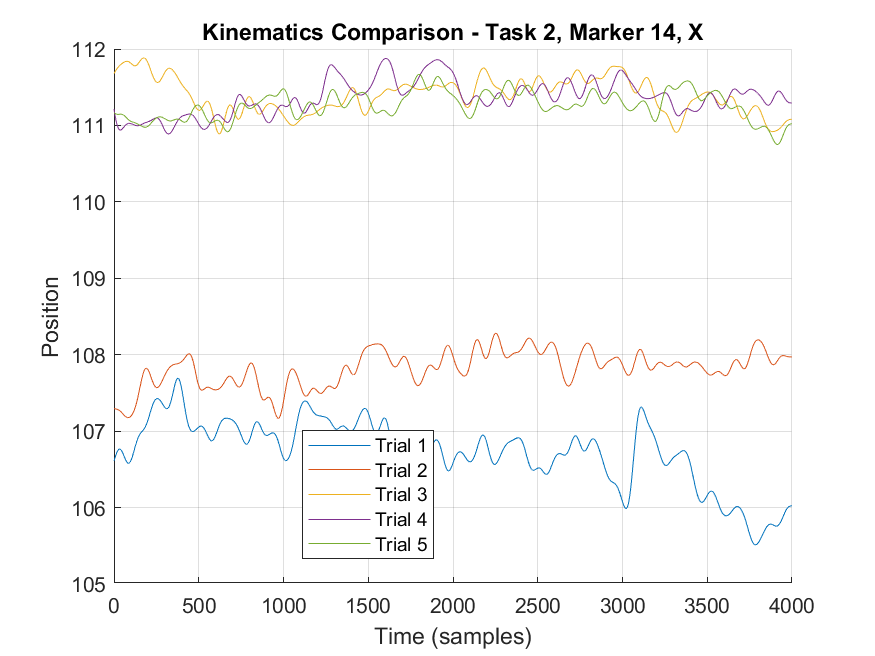 Kinematics Comparison - Task 2, Marker 14, X
112
111
110
109
108
107
106
105
Position
Trial 1
Trial 2
Trial 3
Trial 4
Trial 5
0 500 1000 1500 2000 2500 3000 3500 4000
Time (samples)